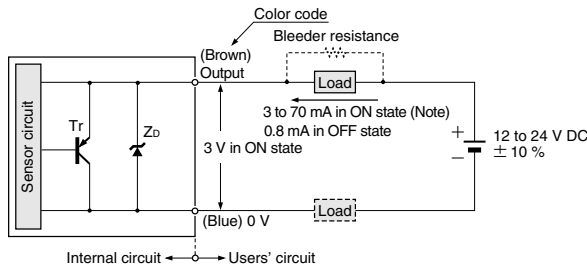 Color code
Bleeder resistance
(Brown)
Output
Load
Sensor circuit
Tr
ZD
3 V in ON state
3 to 70 mA in ON state (Note)
0.8 mA in OFF state
+
−
12 to 24 V DC
± 10 %
(Blue) 0 V
Load
Internal circuit
Users' circuit